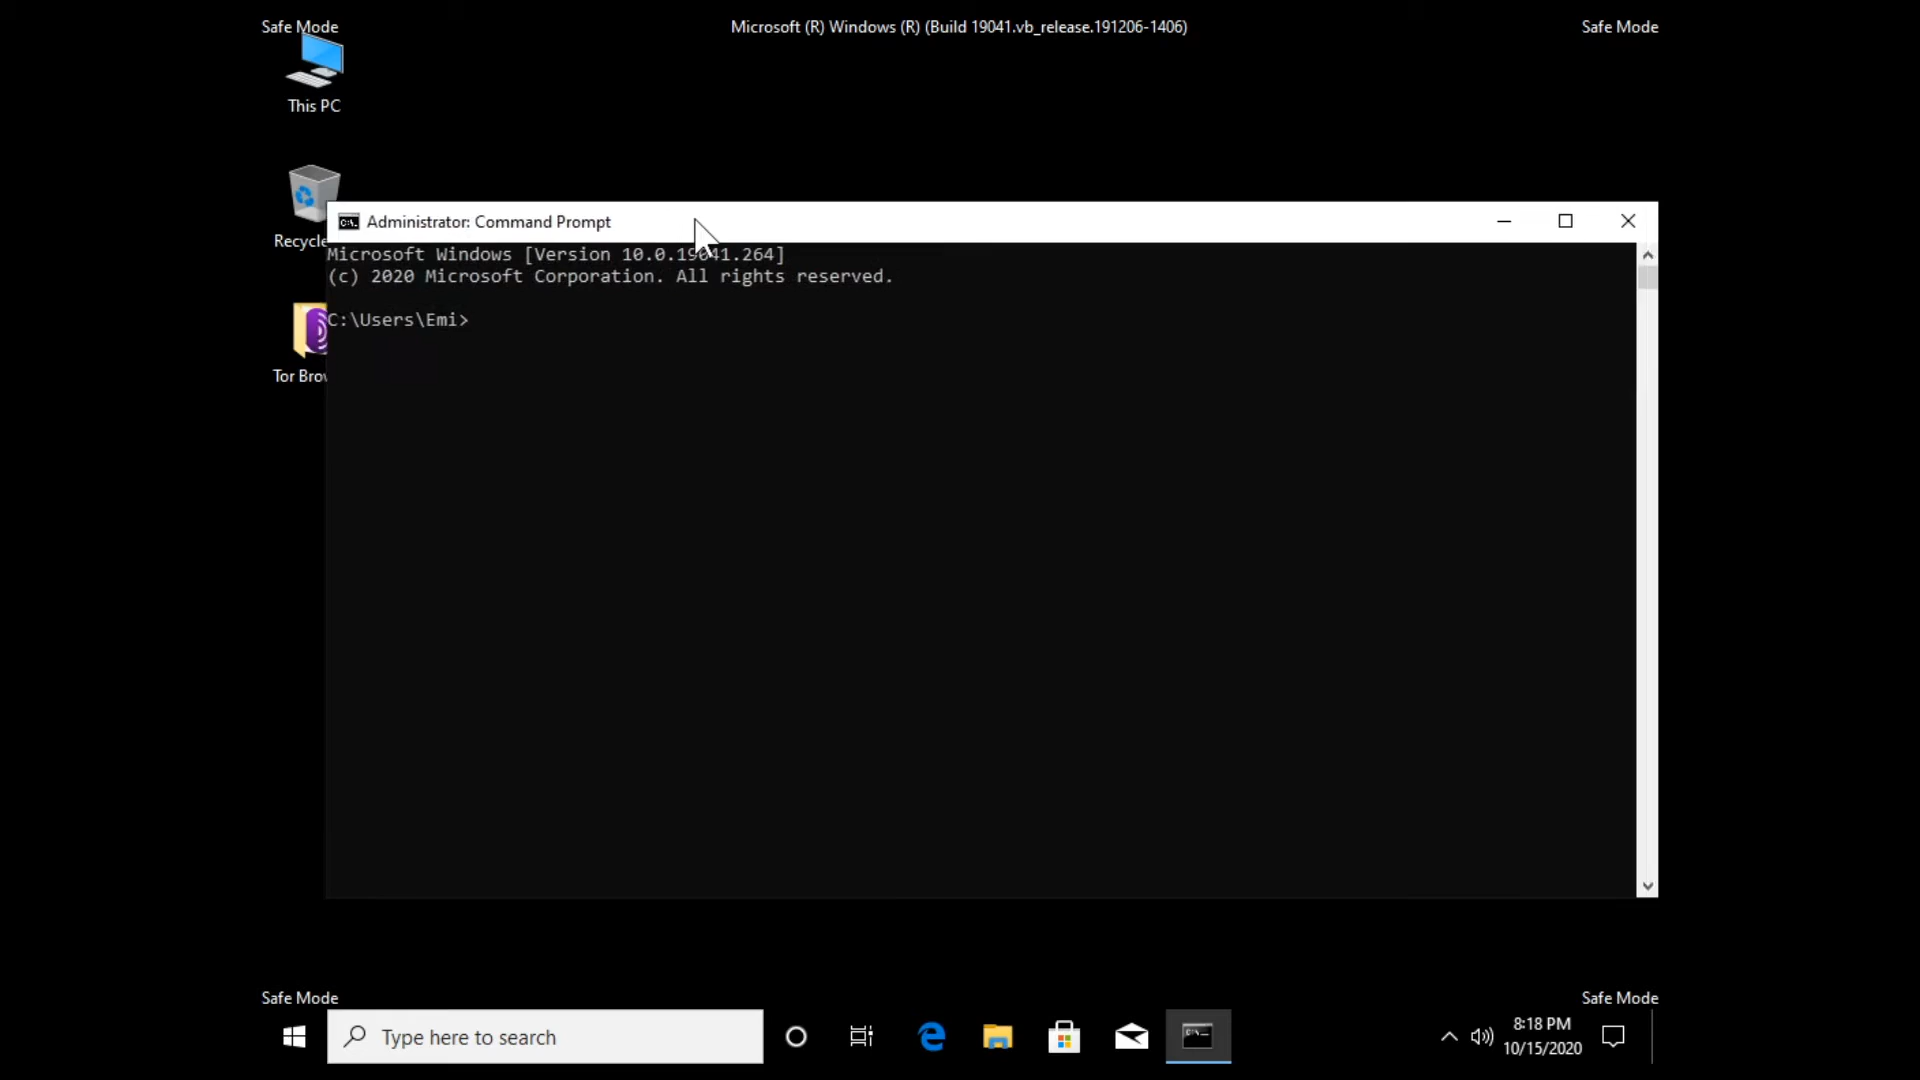 Safe Mode
Microsoft (R) Windows (R) (Build 19041.vb_release.191206-1406)
Safe Mode
This PC
Recycle
Tor Brow
Administrator: Command Prompt
Microsoft Windows [Version 10.0.19041.264]
(c) 2020 Microsoft Corporation. All rights reserved.
C:\Users\Emi>
Safe Mode
Safe Mode
Type here to search
8:18 PM
10/15/2020